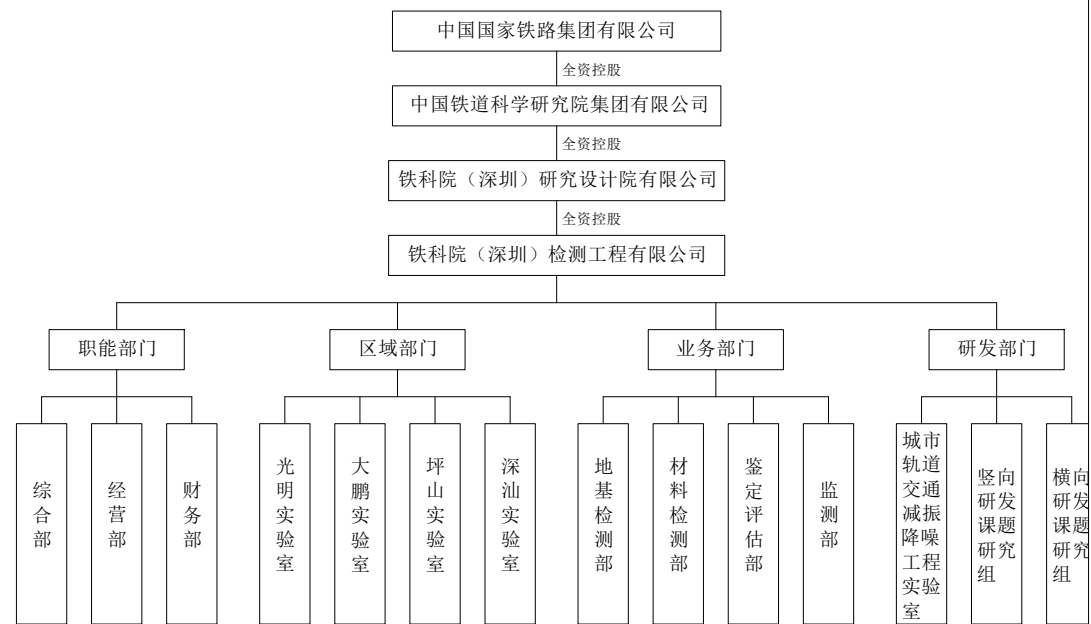 中国国家铁路集团有限公司
全资控股
中国铁道科学研究院集团有限公司
全资控股
铁科院（深圳）研究设计院有限公司
全资控股
铁科院（深圳）检测工程有限公司
职能部门
区域部门
业务部门
研发部门
综合部
经营部
财务部
光明实验室
大鹏实验室
坪山实验室
深汕实验室
地基检测部
材料检测部
鉴定评估部
监测部
城市
轨道
交通
减振
降噪
工程
实验
室
竖向
研发
课题
研究
组
横向
研发
课题
研究
组